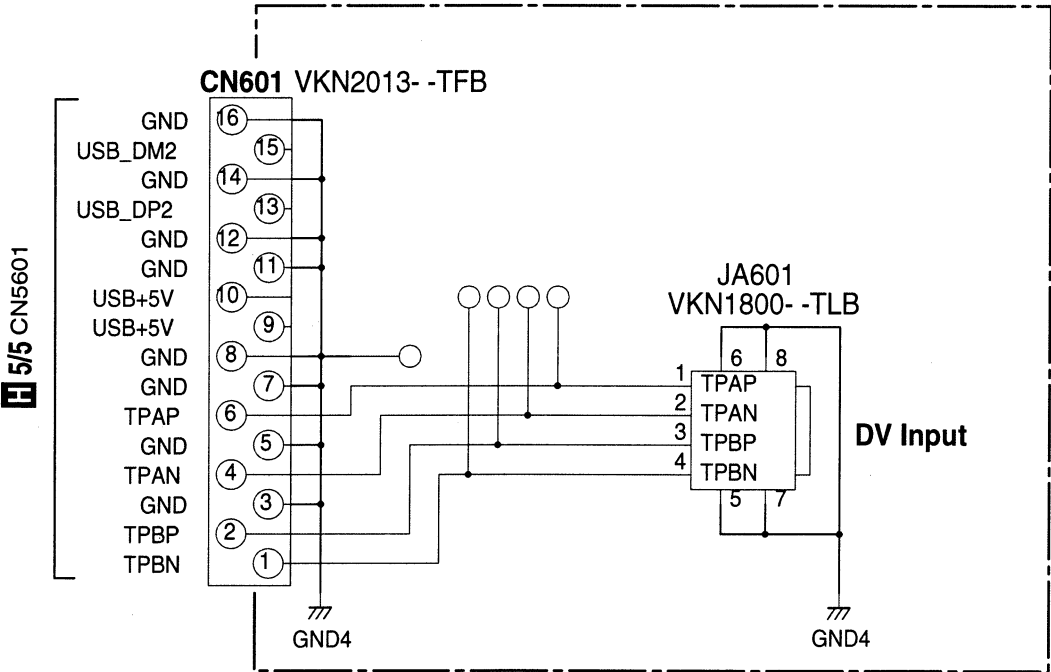 CN601 VKN2013- -TFB
GND 16
USB_DM2 15
GND 14
USB_DP2 13
GND 12
GND 11
USB+5V 10
USB+5V 9
GND 8
GND 7
TPAP 6
GND 5
TPAN 4
GND 3
TPBP 2
TPBN 1
H 5/5 CN5601
GND4
JA601
VKN1800- -TLB
6 8
1 TPAP
2 TPAN
3 TPBP
4 TPBN
5 7
DV Input
GND4